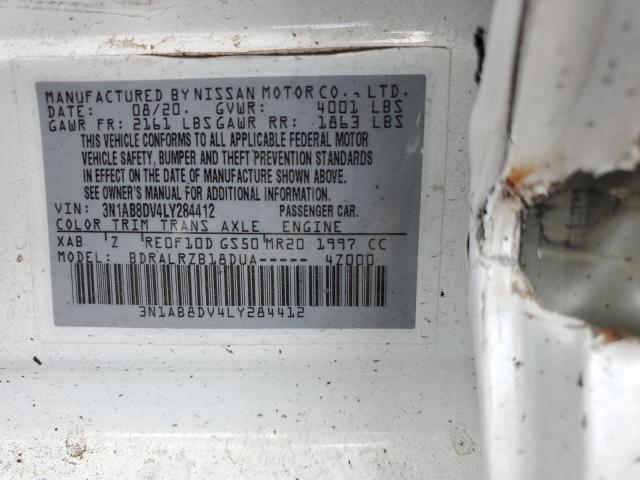 MANUFACTURED BY NISSAN MOTOR CO., LTD.
DATE: 08/20. GVWR: 4001 LBS
GAWR FR: 2161 LBS GAWR RR: 1863 LBS
THIS VEHICLE CONFORMS TO ALL APPLICABLE FEDERAL MOTOR
VEHICLE SAFETY, BUMPER AND THEFT PREVENTION STANDARDS
IN EFFECT ON THE DATE OF MANUFACTURE SHOWN ABOVE.
SEE OWNER'S MANUAL FOR ADDITIONAL INFORMATION.
VIN: 3N1AB8DV4LY284412 PASSENGER CAR.
COLOR TRIM TRANS AXLE ENGINE
XAB Z RE0F10D GS50 MR20 1997 CC
MODEL: BDRALRZB18DUA----- 4Z000
3N1AB8DV4LY284412